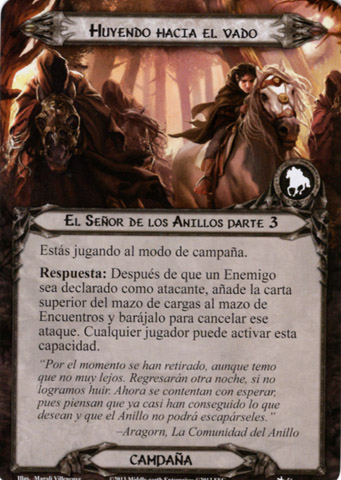 Huyendo hacia el vado
El Señor de los Anillos parte 3
Estás jugando al modo de campaña.
Respuesta: Después de que un Enemigo
sea declarado como atacante, añade la carta
superior del mazo de cargas al mazo de
Encuentros y barájalo para cancelar ese
ataque. Cualquier jugador puede activar esta
capacidad.
“Por el momento se han retirado, aunque temo
que no muy lejos. Regresarán otra noche, si no
logramos huir. Ahora se contentan con esperar,
pues piensan que ya casi han conseguido lo que
desean y que el Anillo no podrá escapárseles.”
–Aragorn, La Comunidad del Anillo
CAMPAÑA
Illus. Magali Villeneuve